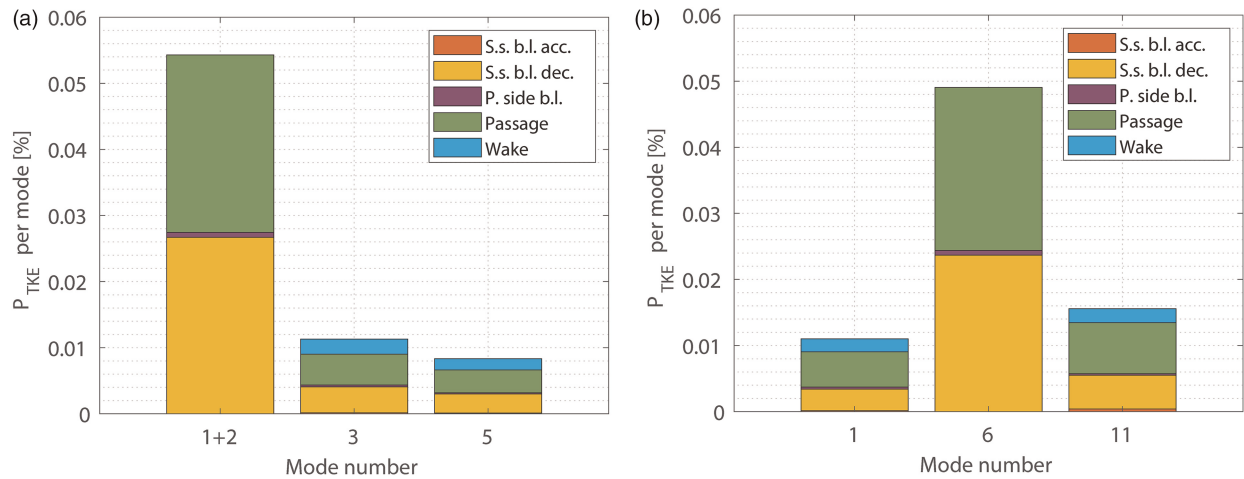 (a)
0.06
0.05
0.04
0.03
0.02
0.01
0
P_TKE per mode [%]
S.s. b.l. acc.
S.s. b.l. dec.
P. side b.l.
Passage
Wake
1+2 3 5
Mode number
(b)
0.06
0.05
0.04
0.03
0.02
0.01
0
P_TKE per mode [%]
S.s. b.l. acc.
S.s. b.l. dec.
P. side b.l.
Passage
Wake
1 6 11
Mode number